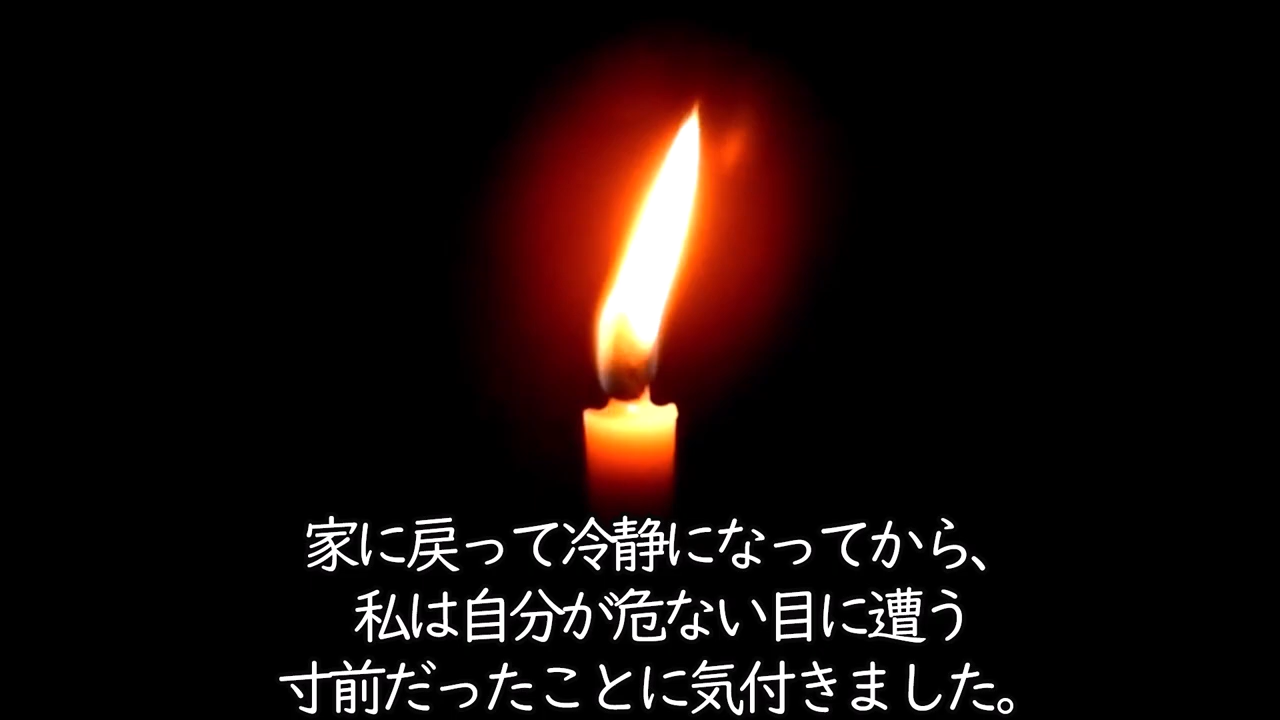 家に戻って冷静になってから、
私は自分が危ない目に遭う
寸前だったことに気付きました。